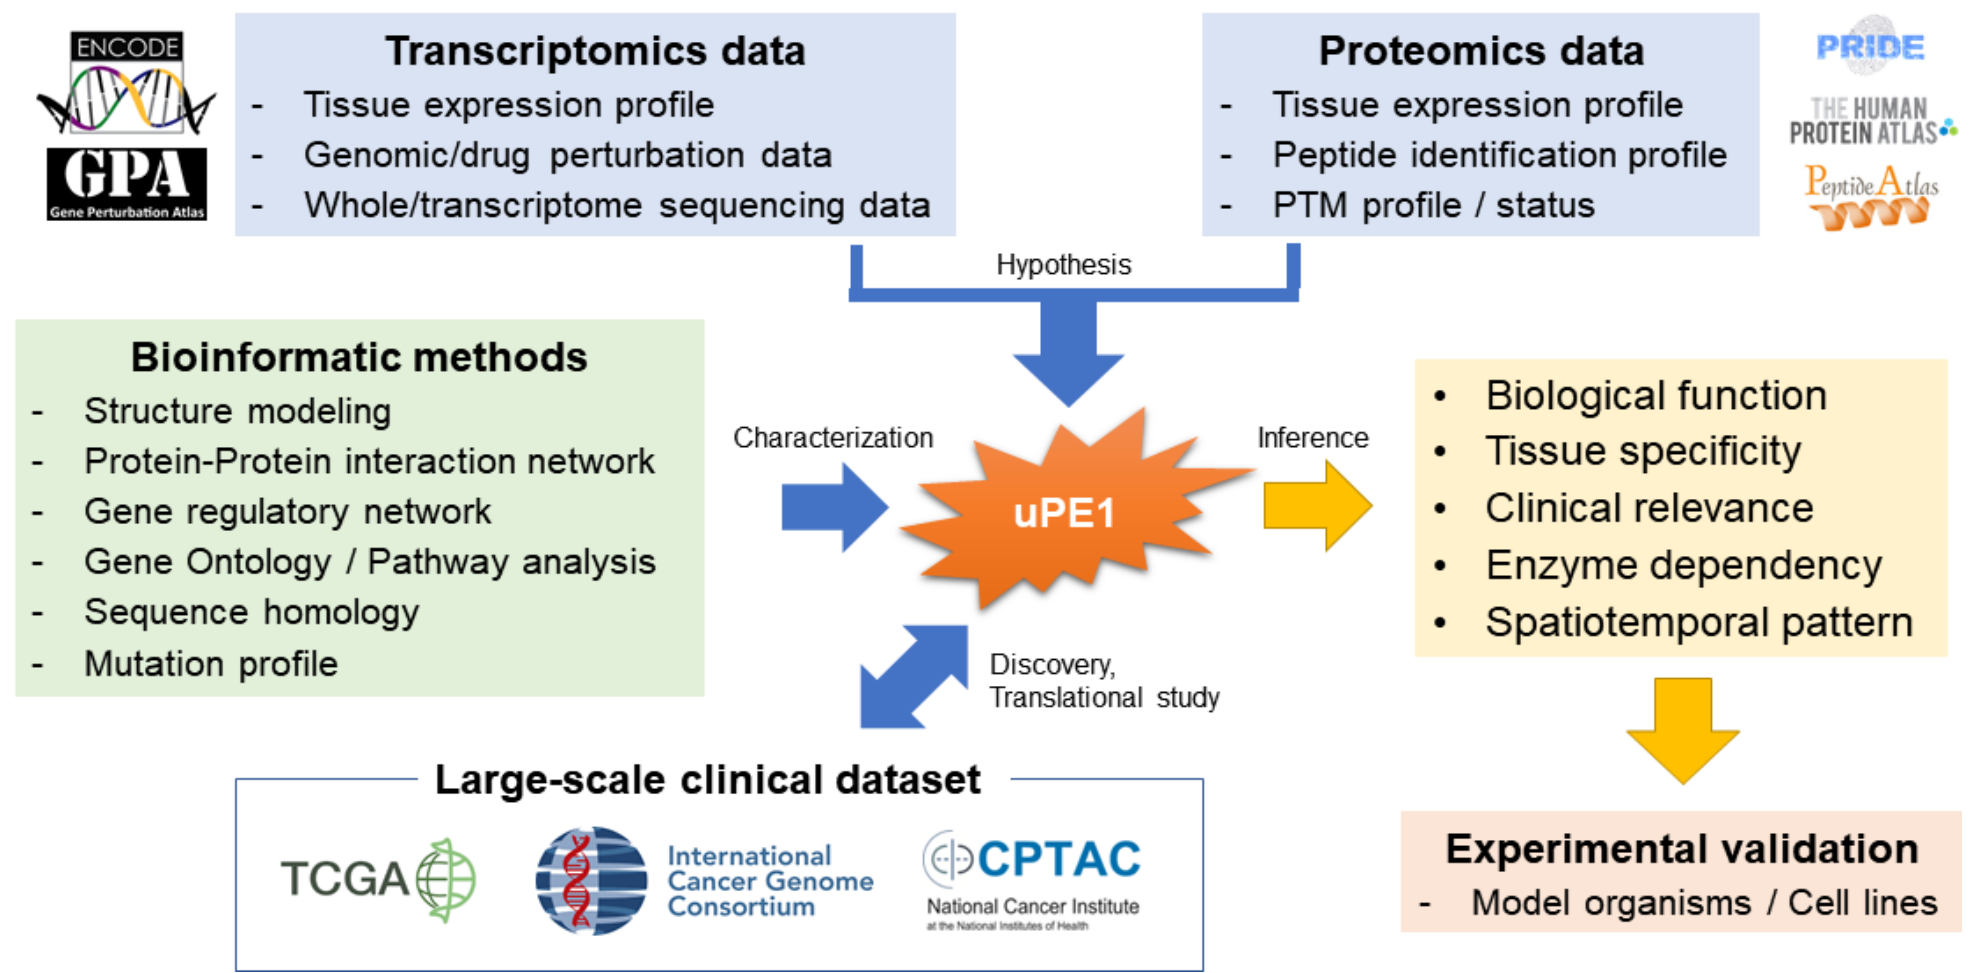 ENCODE
GPA
Gene Perturbation Atlas
Transcriptomics data
- Tissue expression profile
- Genomic/drug perturbation data
- Whole/transcriptome sequencing data
Proteomics data
- Tissue expression profile
- Peptide identification profile
- PTM profile / status
PRIDE
THE HUMAN
PROTEIN ATLAS
PeptideAtlas
Hypothesis
Bioinformatic methods
- Structure modeling
- Protein-Protein interaction network
- Gene regulatory network
- Gene Ontology / Pathway analysis
- Sequence homology
- Mutation profile
Characterization
uPE1
Inference
• Biological function
• Tissue specificity
• Clinical relevance
• Enzyme dependency
• Spatiotemporal pattern
Discovery,
Translational study
Large-scale clinical dataset
TCGA
International
Cancer Genome
Consortium
CPTAC
National Cancer Institute
at the National Institutes of Health
Experimental validation
- Model organisms / Cell lines